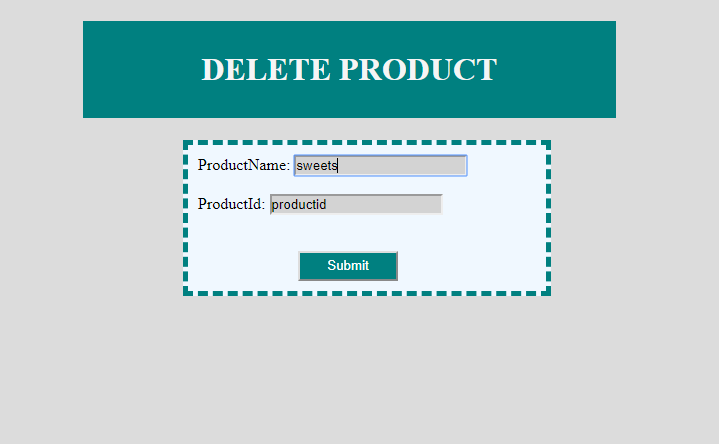 DELETE PRODUCT
ProductName: sweets
ProductId: productid
Submit